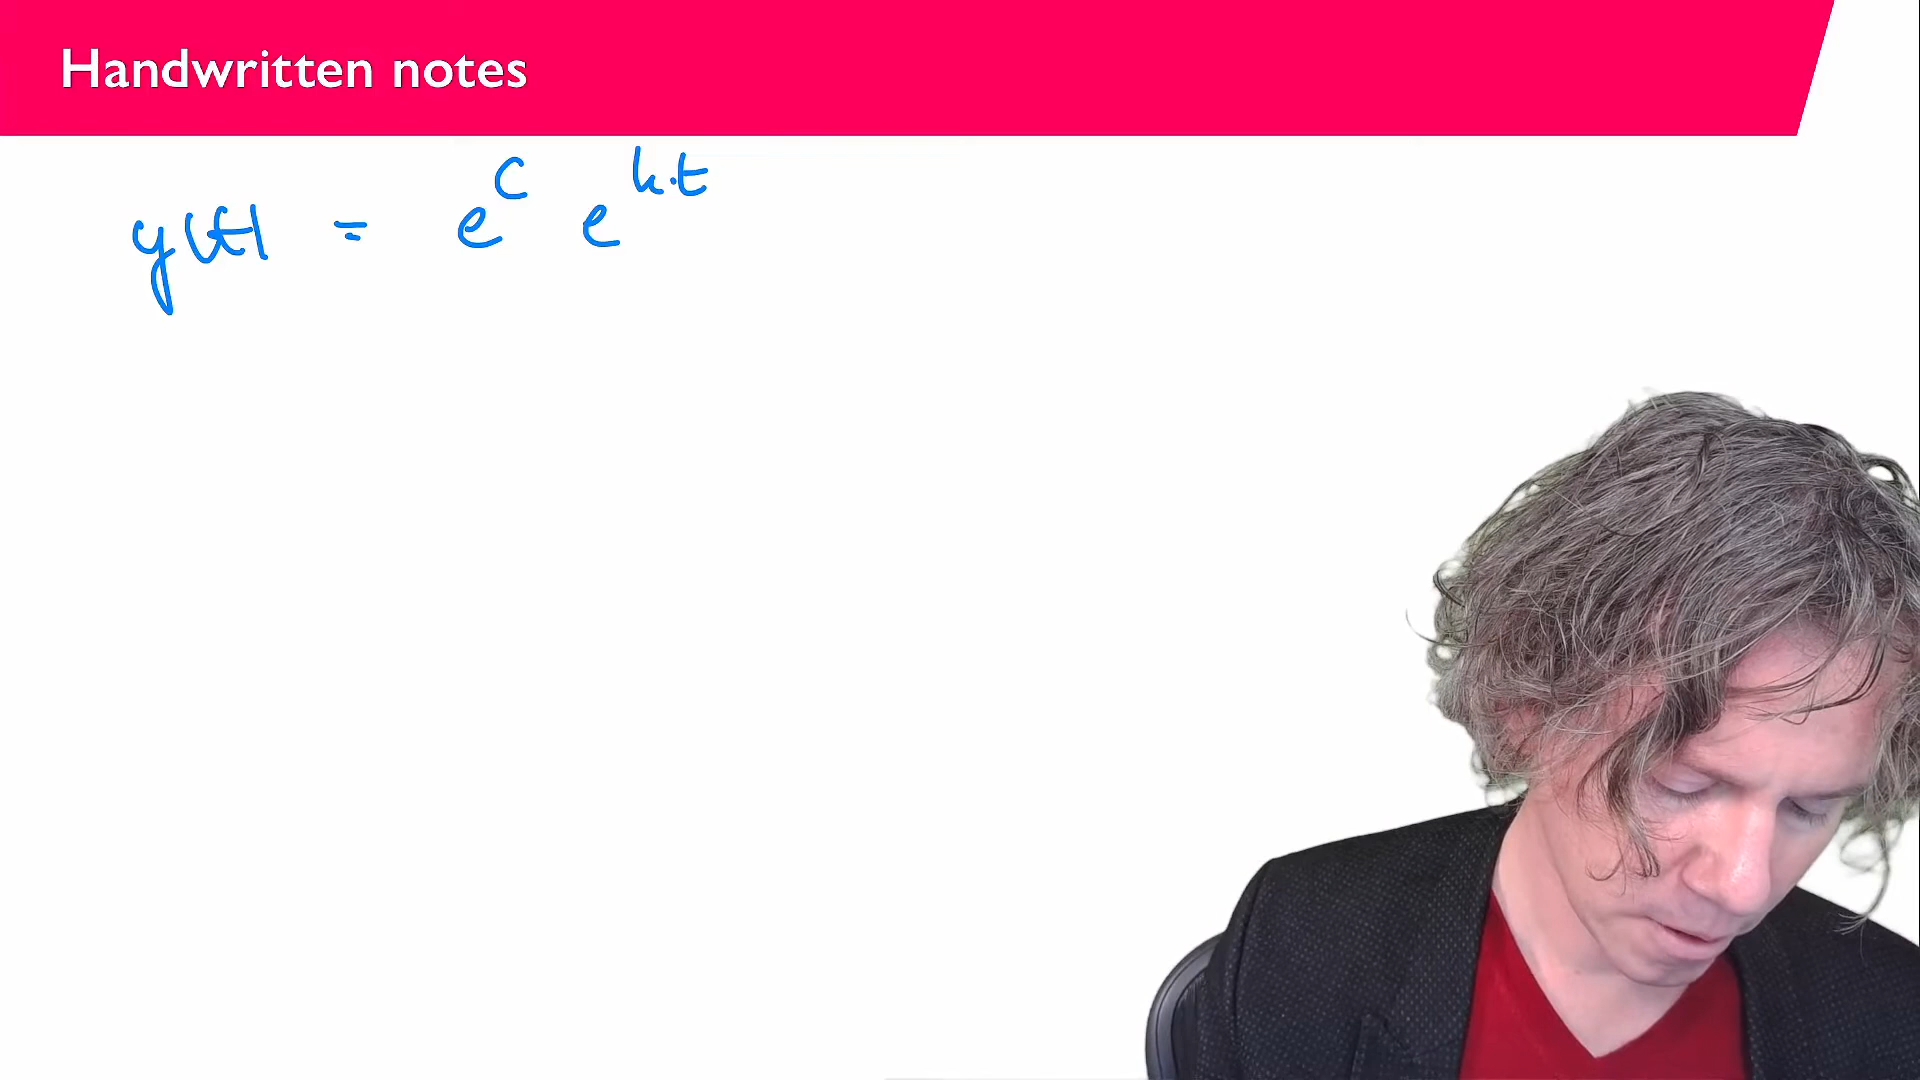 Handwritten notes
y(t) = e^c e^{k·t}